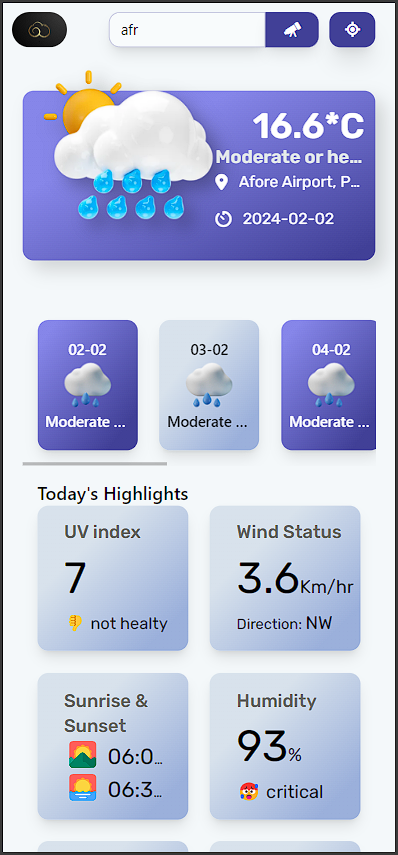 afr
16.6*C
Moderate or he...
Afore Airport, P...
2024-02-02
02-02
03-02
04-02
Moderate ...
Moderate ...
Moderate ...
Today's Highlights
UV index
7
👎 not healty
Wind Status
3.6Km/hr
Direction: NW
Sunrise &
Sunset
06:0...
06:3...
Humidity
93%
🥵 critical